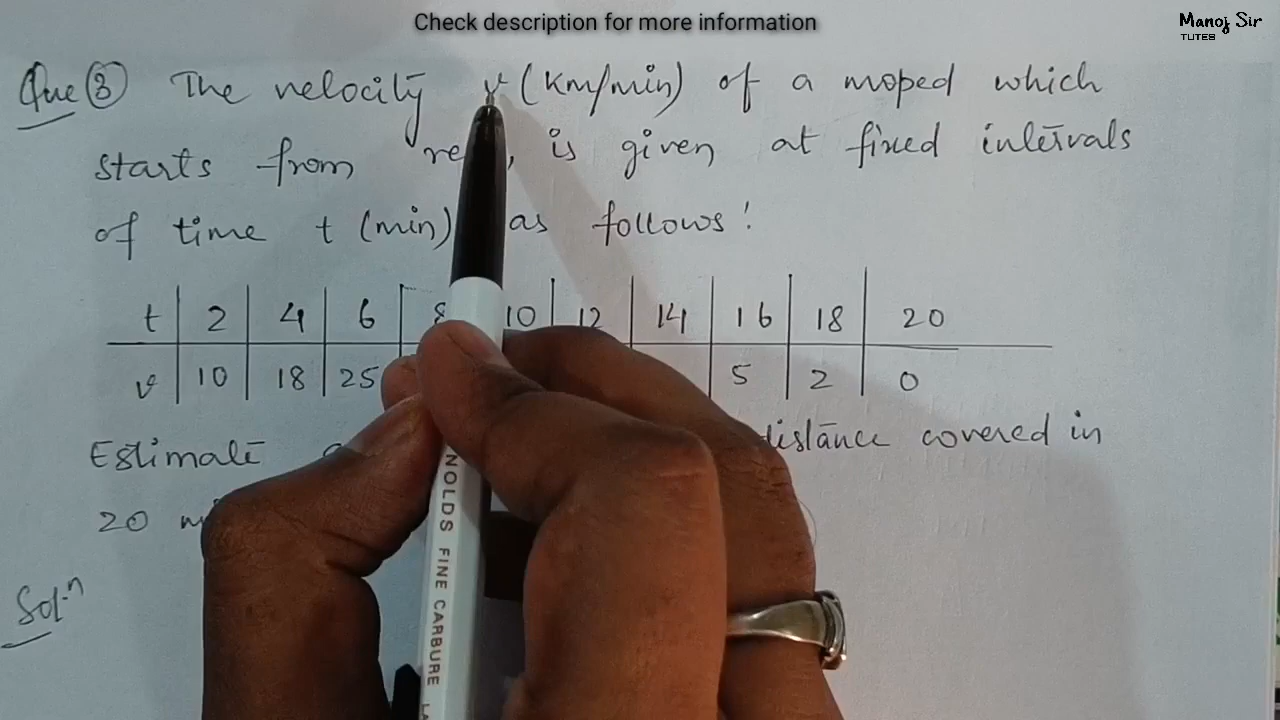 Check description for more information
Manoj Sir
TUTES
Que 3 The velocity v (Km/min) of a moped which
starts from , is given at fixed intervals
of time t (min) as follows:
t 2 4 6 8 10 12 14 16 18 20
v 10 18 25 5 2 0
Estimate distance covered in
20
Sol.n
NOLDS FINE CARBURE